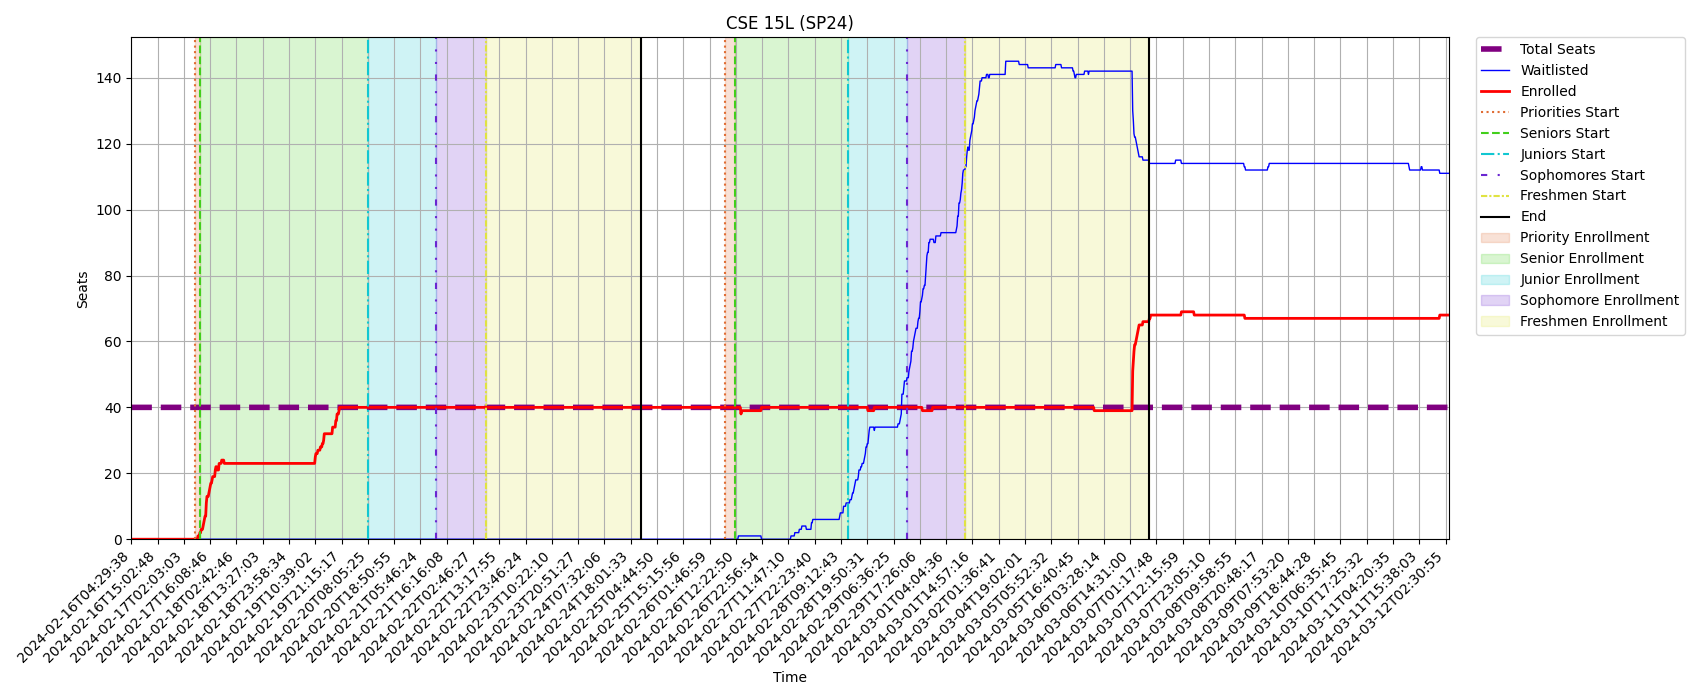 CSE 15L (SP24)
Seats
140
120
100
80
60
40
20
0
2024-02-16T04:29:38
2024-02-16T15:02:48
2024-02-17T02:03:03
2024-02-17T16:08:46
2024-02-18T02:42:46
2024-02-18T13:27:03
2024-02-18T23:58:34
2024-02-19T10:39:02
2024-02-19T21:15:17
2024-02-20T08:05:25
2024-02-20T18:50:55
2024-02-21T05:46:24
2024-02-21T16:16:08
2024-02-22T02:46:27
2024-02-22T13:17:55
2024-02-22T23:46:24
2024-02-23T10:22:10
2024-02-23T20:51:27
2024-02-24T07:32:06
2024-02-24T18:01:33
2024-02-25T04:44:50
2024-02-25T15:15:56
2024-02-26T01:46:59
2024-02-26T12:22:50
2024-02-26T22:56:54
2024-02-27T11:47:10
2024-02-27T22:23:40
2024-02-28T09:12:43
2024-02-28T19:50:31
2024-02-29T06:36:25
2024-02-29T17:26:06
2024-03-01T04:04:36
2024-03-01T14:57:16
2024-03-02T01:36:41
2024-03-04T19:02:01
2024-03-05T05:52:32
2024-03-05T16:40:45
2024-03-06T03:28:14
2024-03-06T14:31:00
2024-03-07T01:17:48
2024-03-07T12:15:59
2024-03-07T23:05:10
2024-03-08T09:58:55
2024-03-08T20:48:17
2024-03-09T07:53:20
2024-03-09T18:44:28
2024-03-10T06:35:45
2024-03-10T17:25:32
2024-03-11T04:20:35
2024-03-11T15:38:03
2024-03-12T02:30:55
Time
Total Seats
Waitlisted
Enrolled
Priorities Start
Seniors Start
Juniors Start
Sophomores Start
Freshmen Start
End
Priority Enrollment
Senior Enrollment
Junior Enrollment
Sophomore Enrollment
Freshmen Enrollment